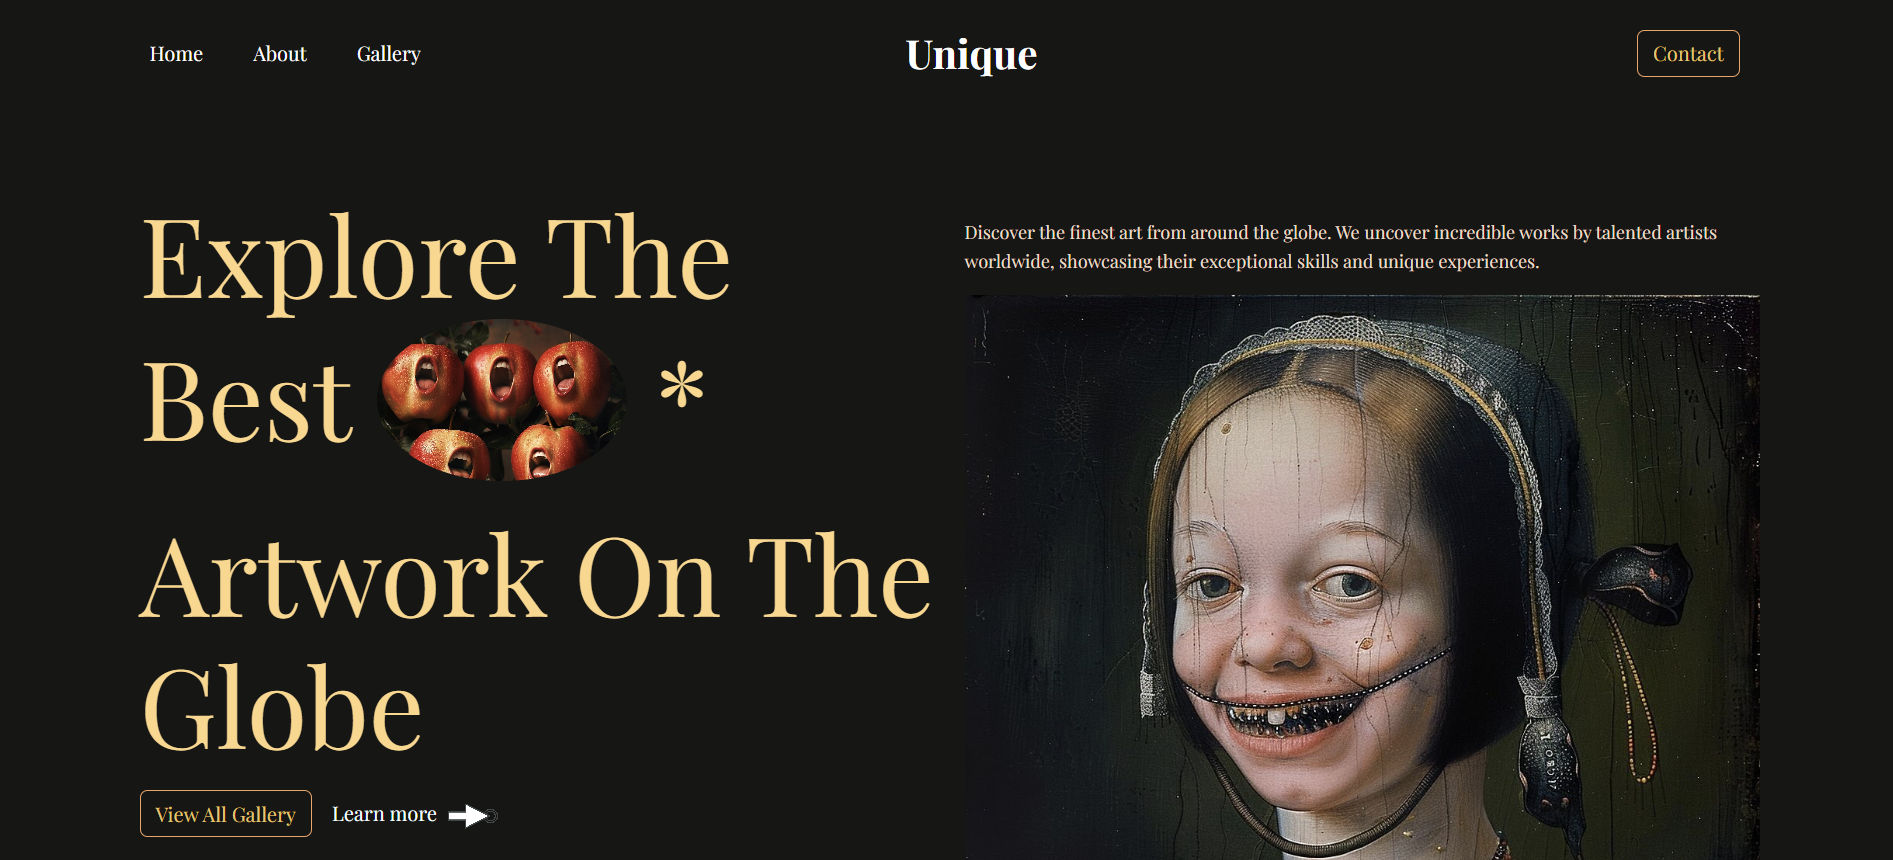 Home About Gallery Unique Contact
Explore The
Best *
Artwork On The
Globe
Discover the finest art from around the globe. We uncover incredible works by talented artists
worldwide, showcasing their exceptional skills and unique experiences.
View All Gallery Learn more